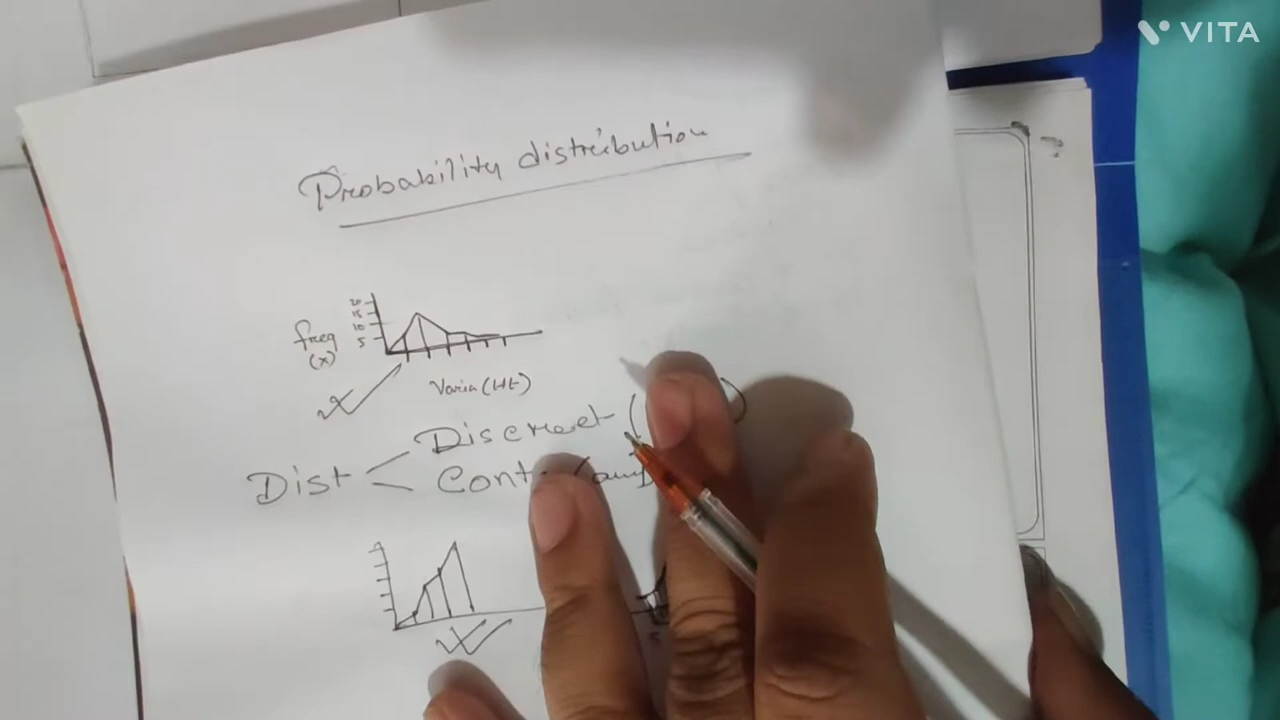 VITA
Probability distribution
20
15
10
5
freq
(x)
Varia (Ht)
Discreet (
Dist
Cont